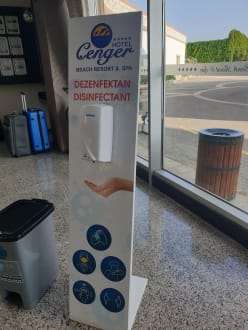 HOTEL
Cenger
BEACH RESORT & SPA
DEZENFEKTAN
DISINFECTANT